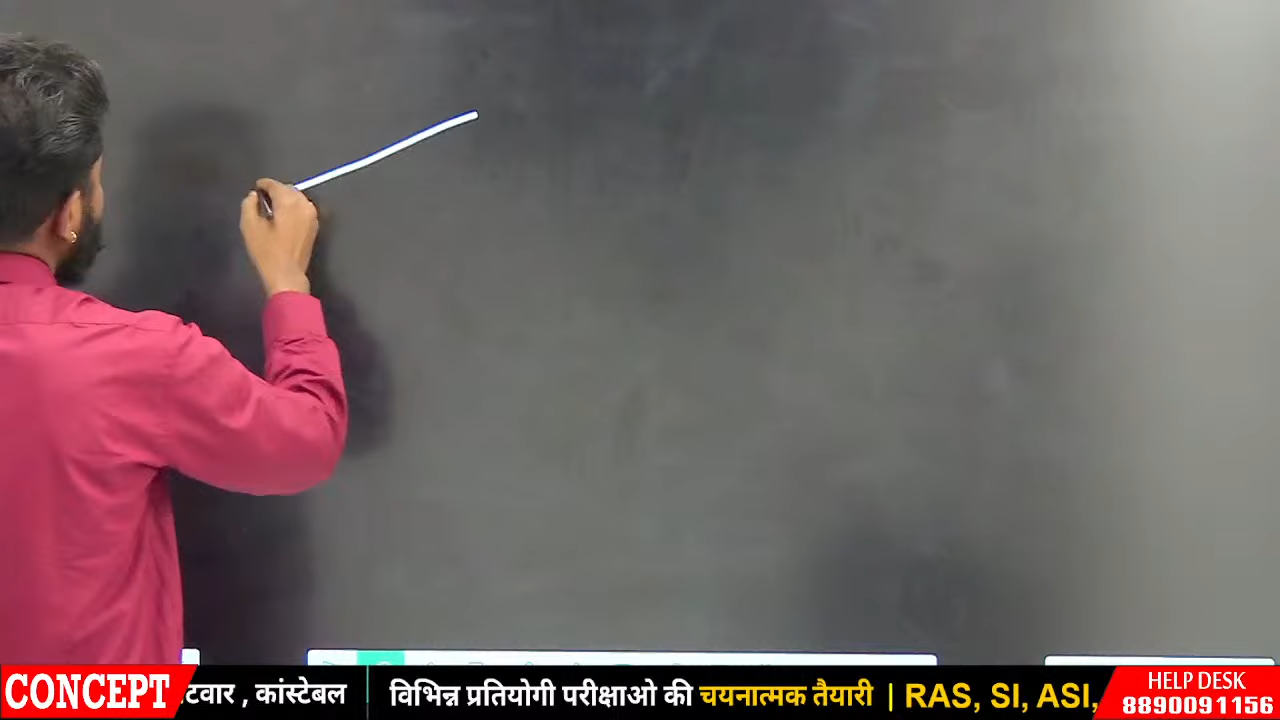 CONCEPT
टवार , कांस्टेबल
विभिन्न प्रतियोगी परीक्षाओ की चयनात्मक तैयारी | RAS, SI, ASI,
HELP DESK
8890091156